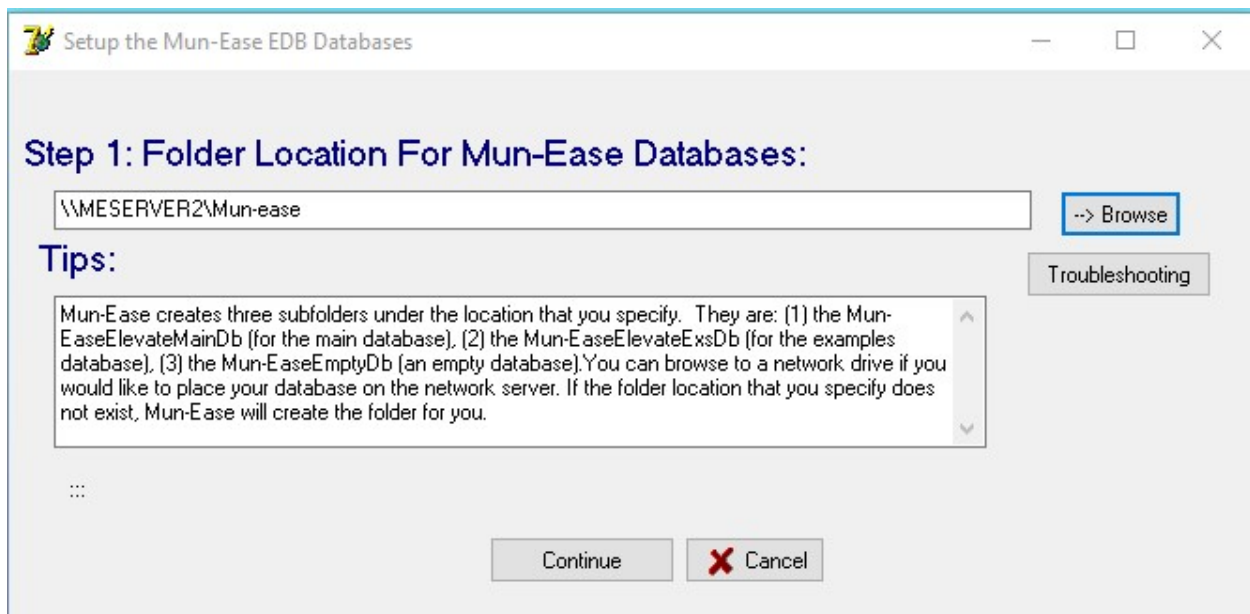 Setup the Mun-Ease EDB Databases
Step 1: Folder Location For Mun-Ease Databases:
\\MESERVER2\Mun-ease
--> Browse
Tips:
Troubleshooting
Mun-Ease creates three subfolders under the location that you specify.  They are: (1) the Mun-
EaseElevateMainDb (for the main database), (2) the Mun-EaseElevateExsDb (for the examples
database), (3) the Mun-EaseEmptyDb (an empty database).You can browse to a network drive if you
would like to place your database on the network server. If the folder location that you specify does
not exist, Mun-Ease will create the folder for you.
:::
Continue
Cancel